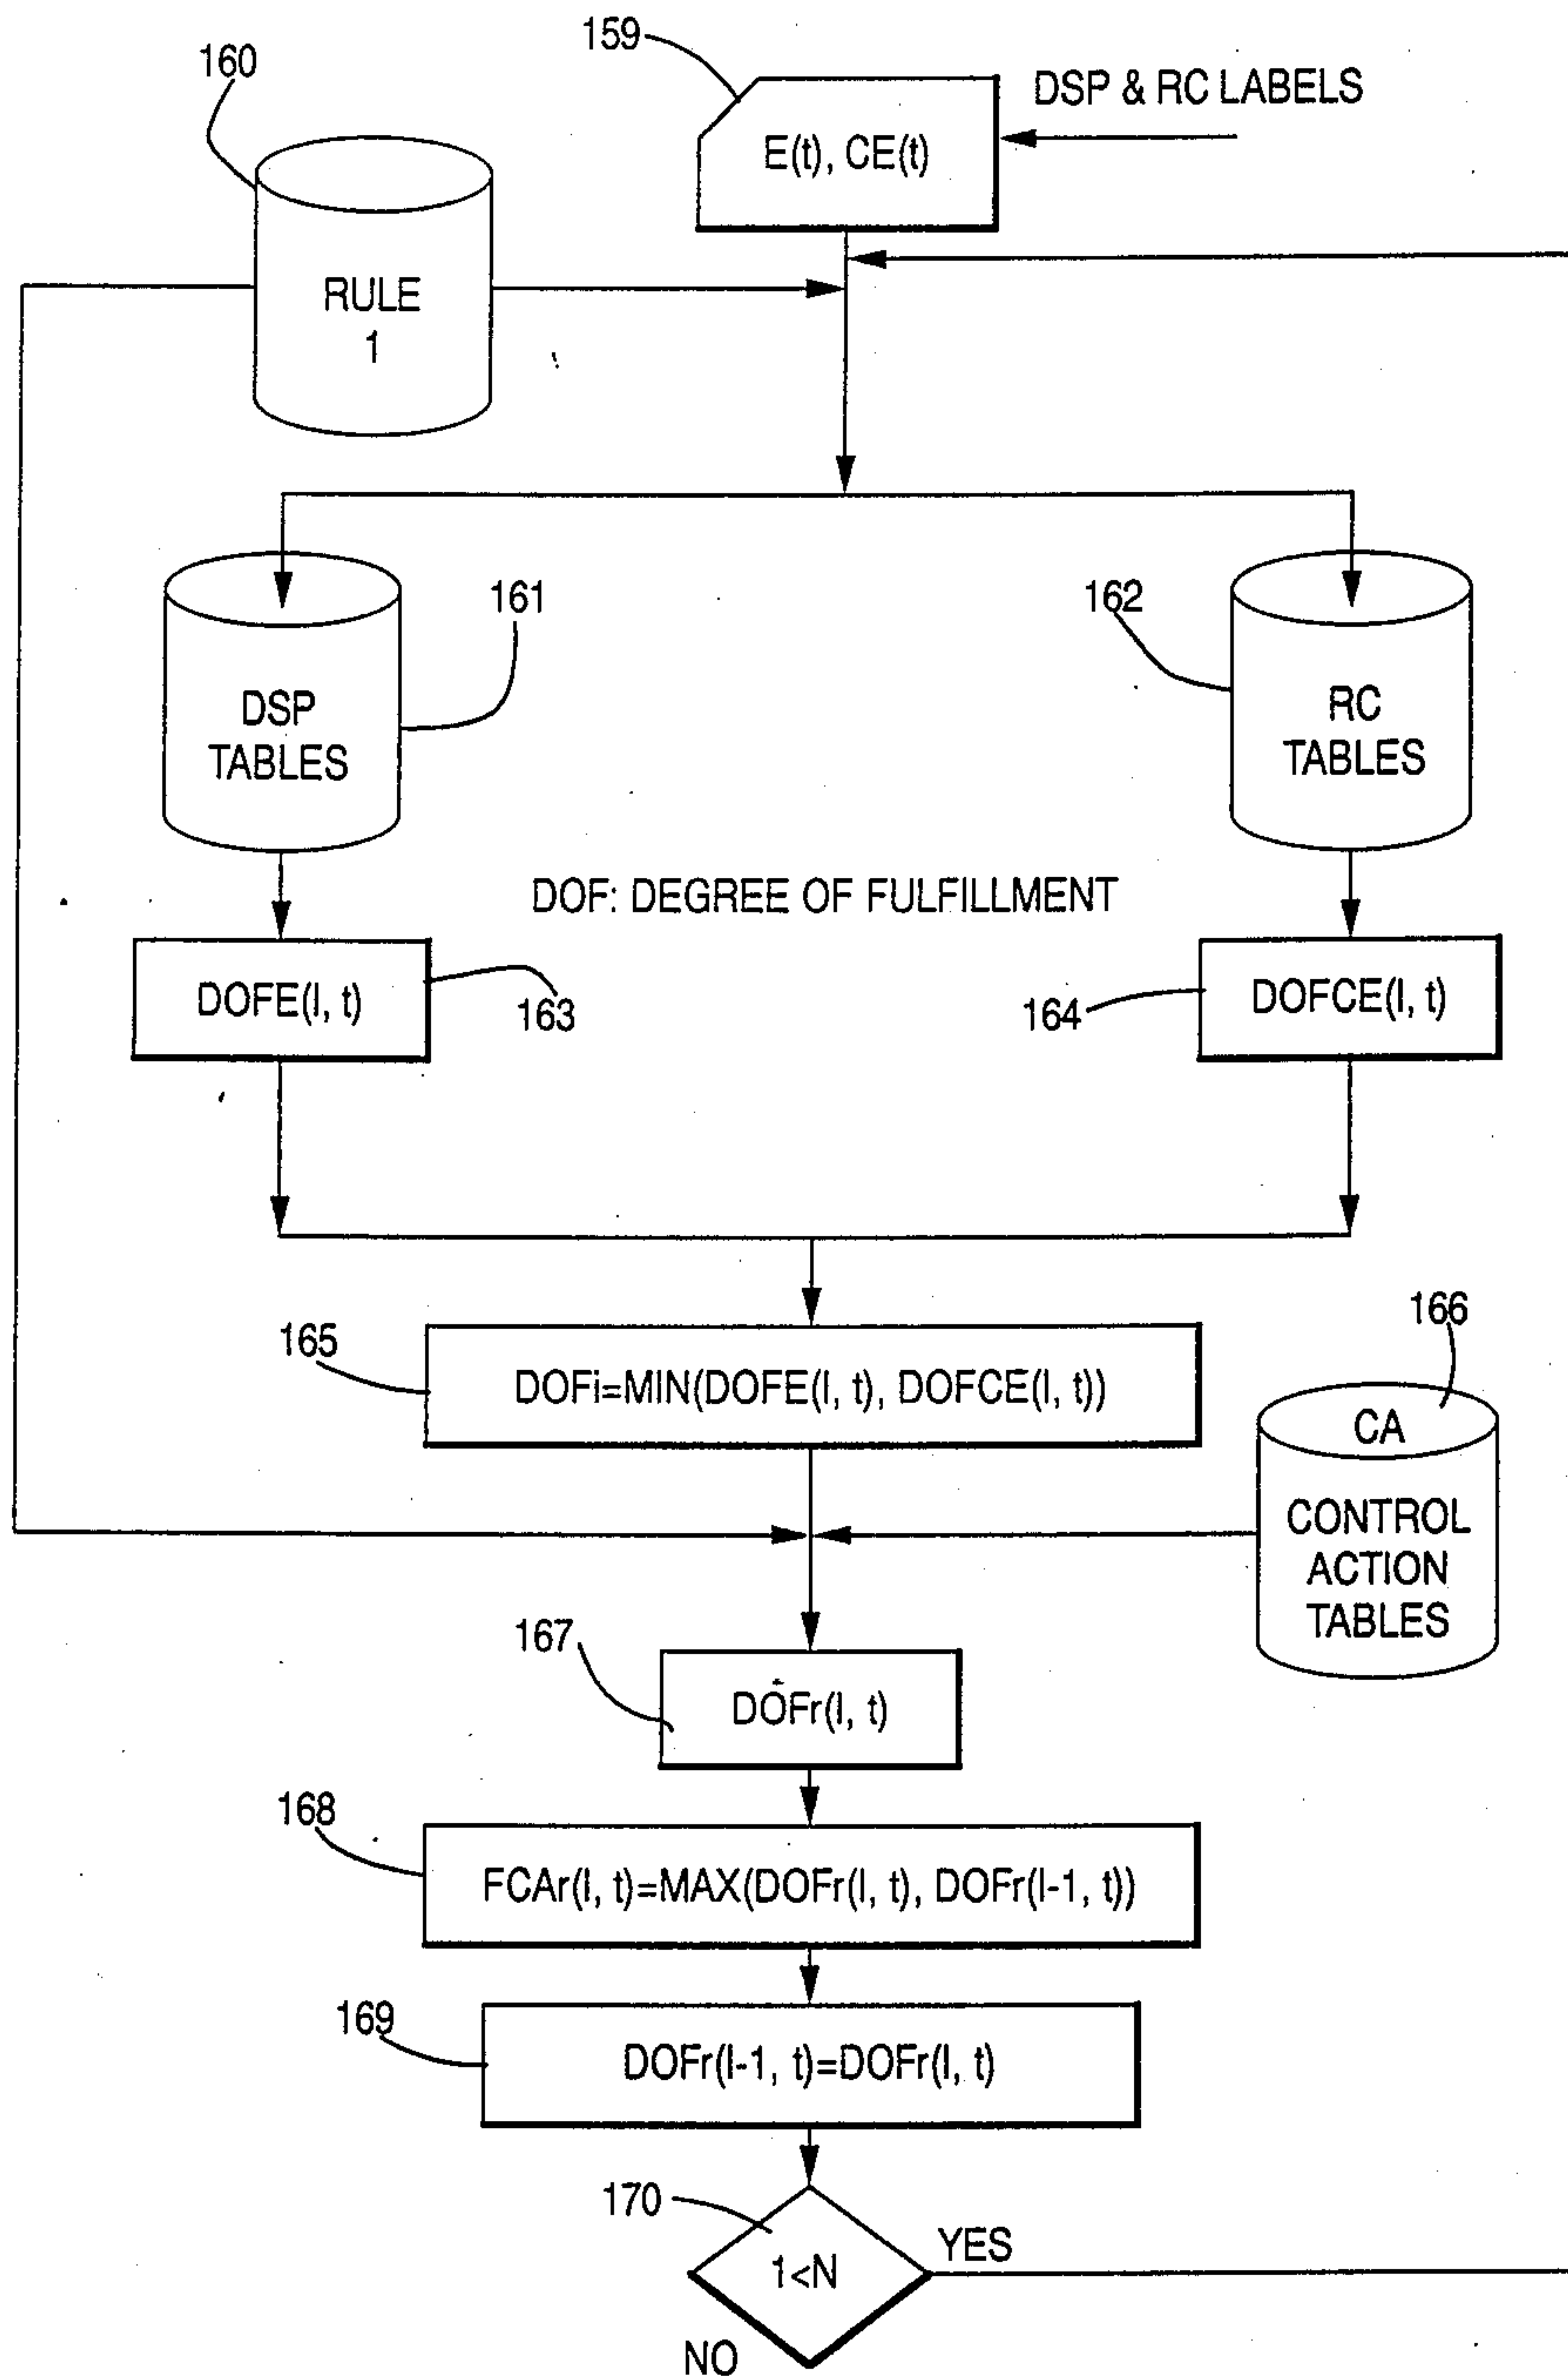 159
160
DSP & RC LABELS
E(t), CE(t)
RULE
1
161
162
DSP
TABLES
RC
TABLES
DOF: DEGREE OF FULFILLMENT
DOFE(I, t)
163
164
DOFCE(I, t)
166
165
DOFi=MIN(DOFE(I, t), DOFCE(I, t))
CA
CONTROL
ACTION
TABLES
167
DOFr(I, t)
168
FCAr(I, t)=MAX(DOFr(I, t), DOFr(I-1, t))
169
DOFr(I-1, t)=DOFr(I, t)
170
1<N
YES
NO